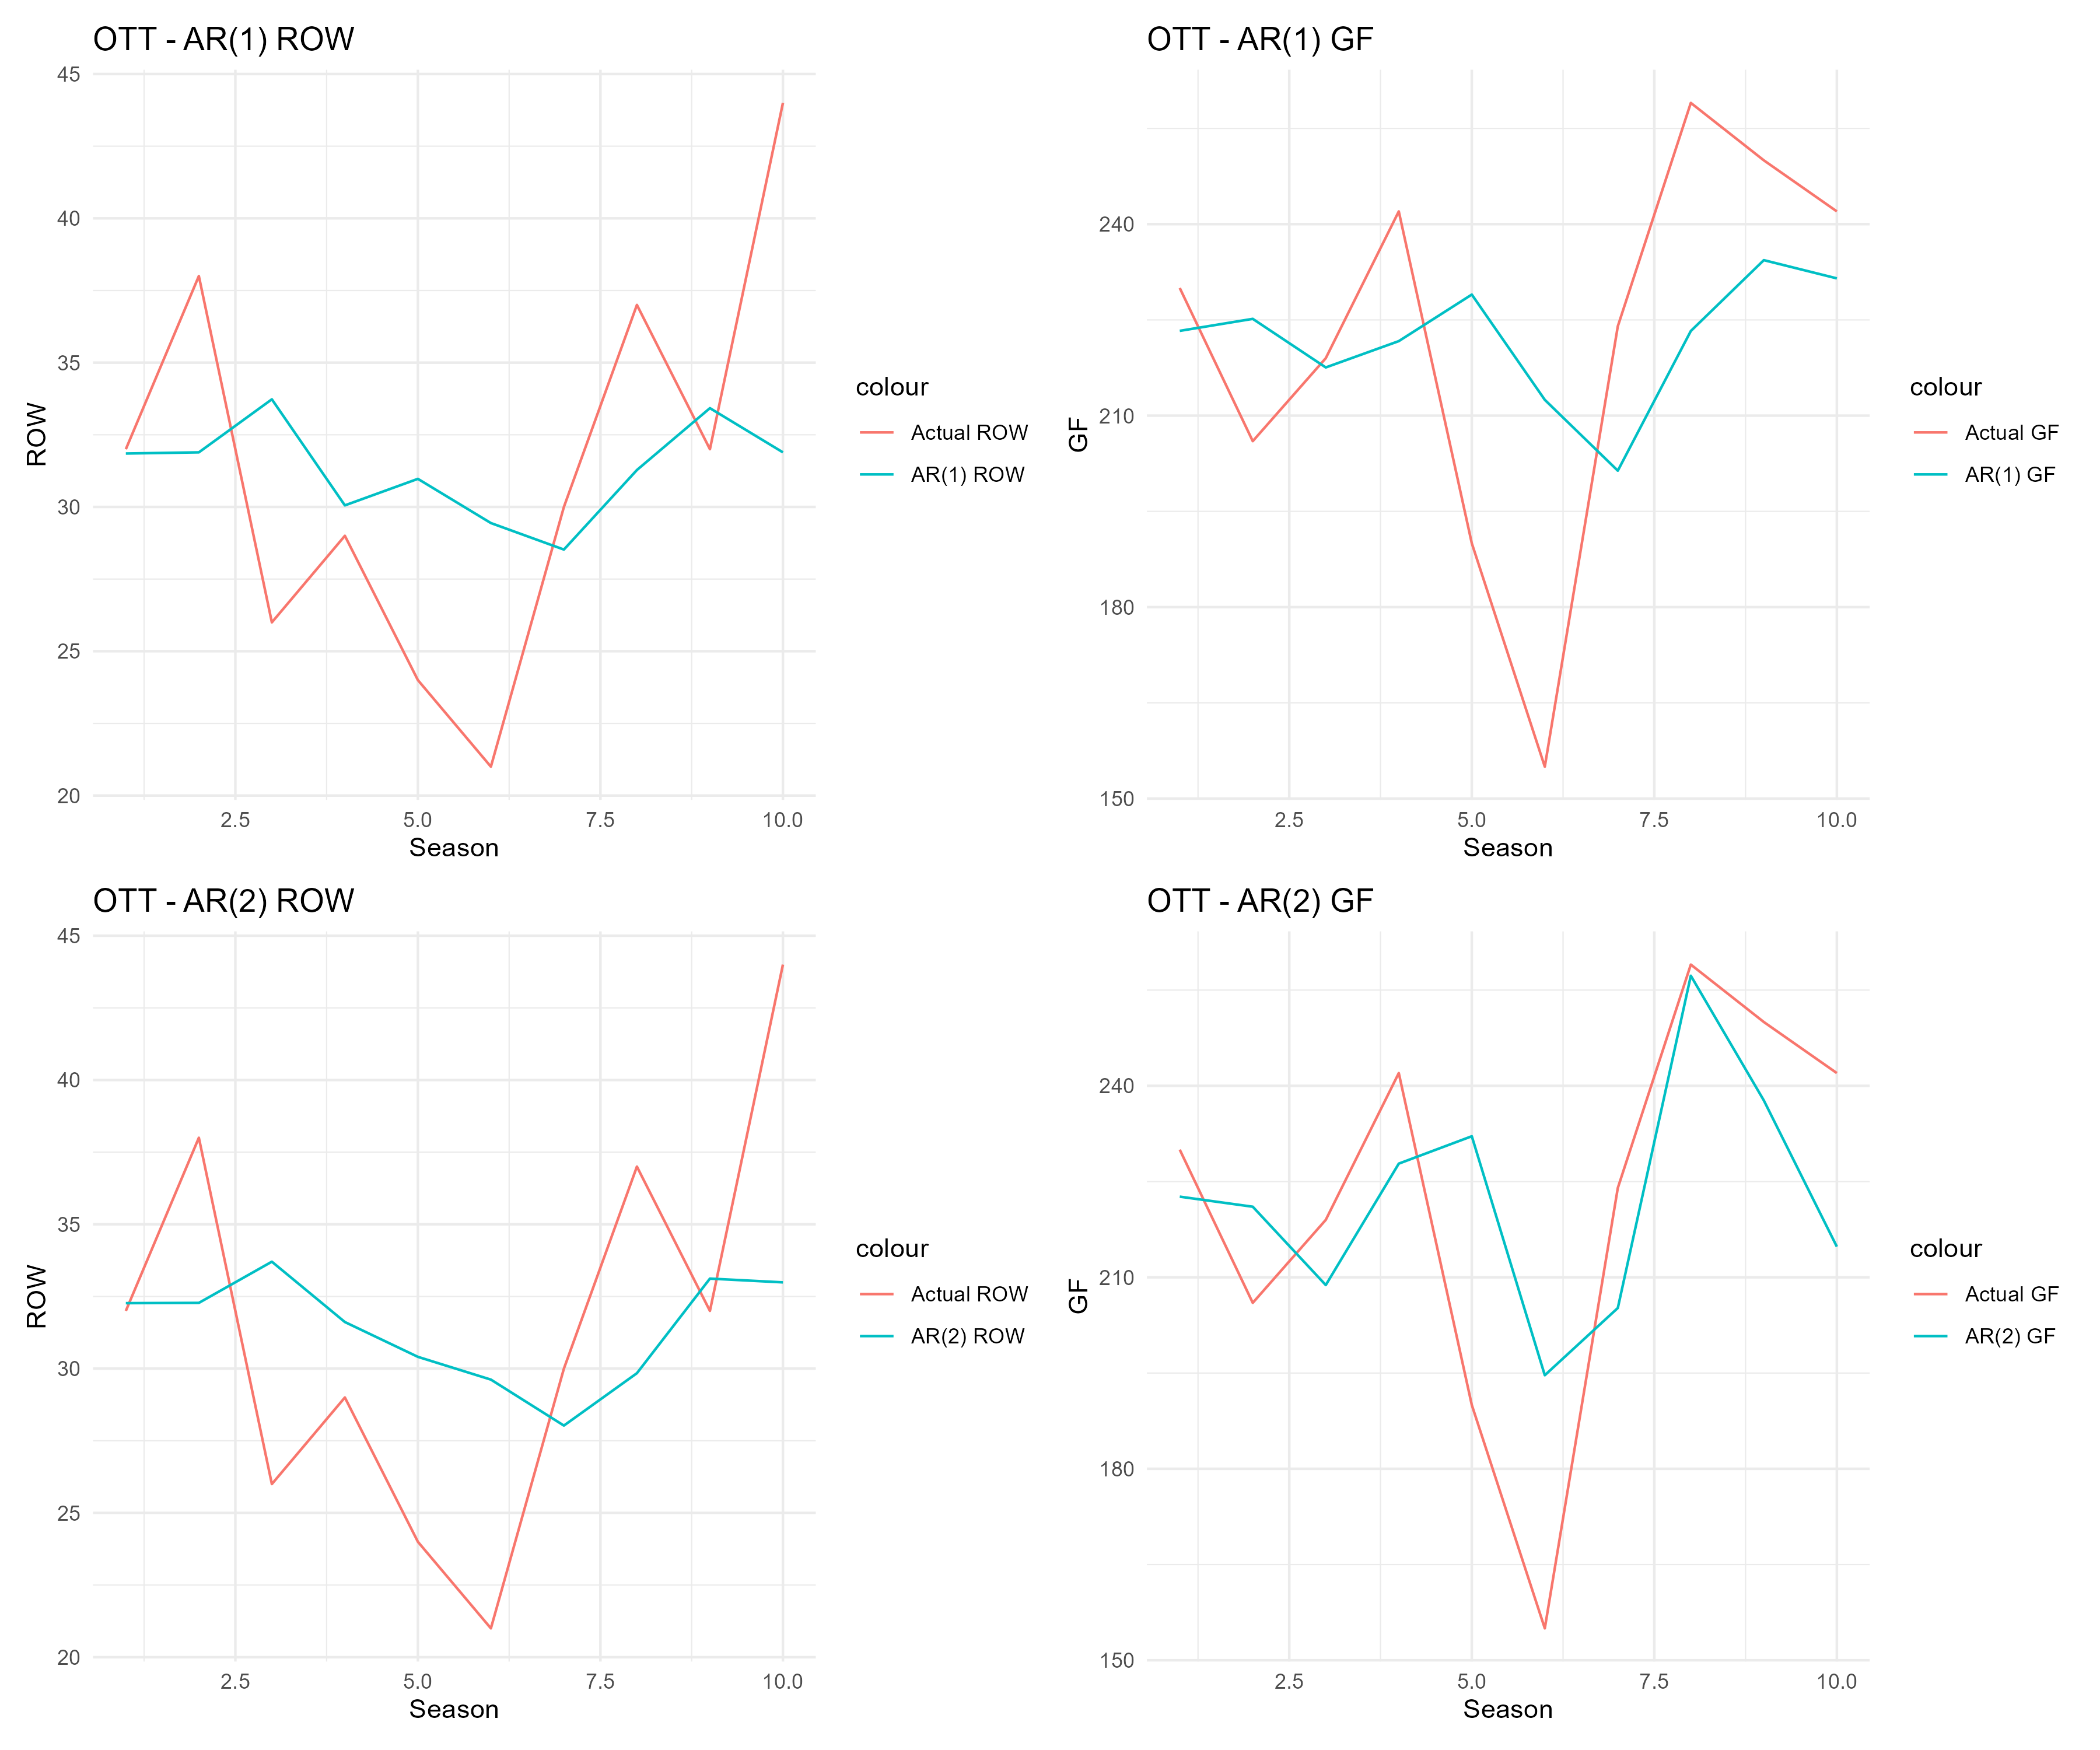 OTT - AR(1) ROW
45
40
35
30
25
20
ROW
2.5 5.0 7.5 10.0
Season
colour
Actual ROW
AR(1) ROW
OTT - AR(1) GF
240
210
180
150
GF
2.5 5.0 7.5 10.0
Season
colour
Actual GF
AR(1) GF
OTT - AR(2) ROW
45
40
35
30
25
20
ROW
2.5 5.0 7.5 10.0
Season
colour
Actual ROW
AR(2) ROW
OTT - AR(2) GF
240
210
180
150
GF
2.5 5.0 7.5 10.0
Season
colour
Actual GF
AR(2) GF